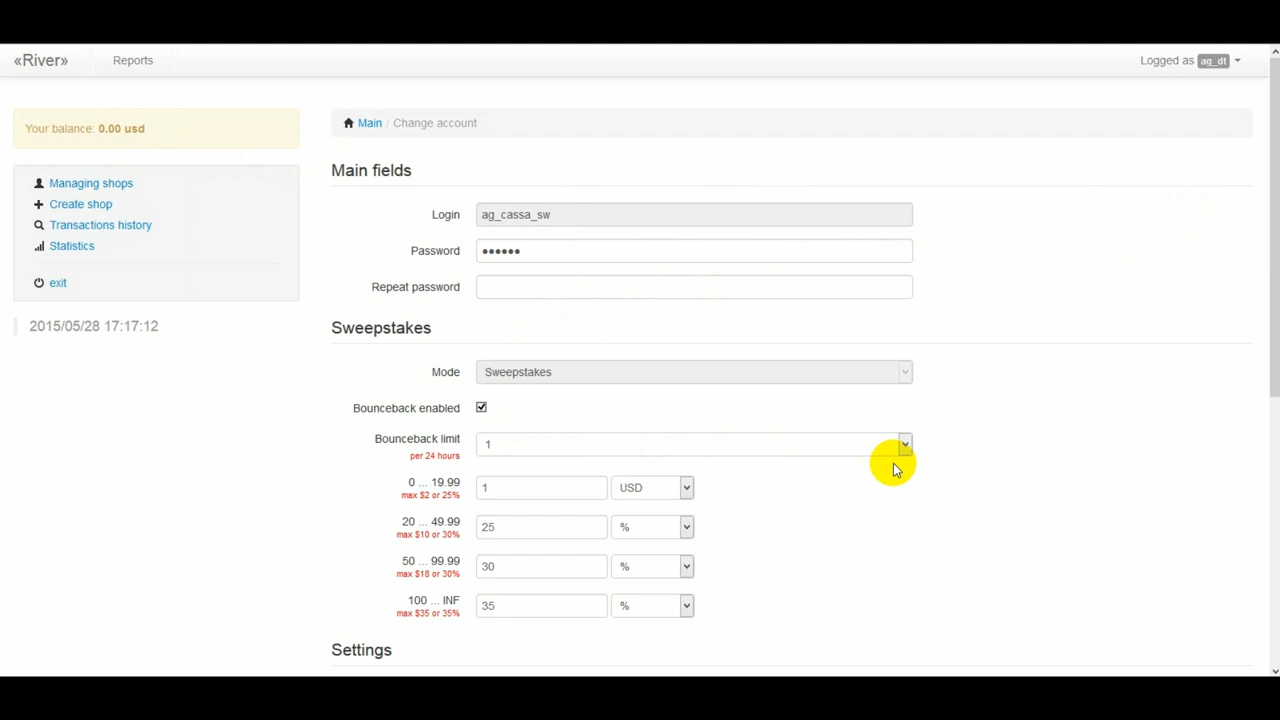 «River» Reports Logged as ag_dt
Your balance: 0.00 usd
Managing shops
Create shop
Transactions history
Statistics
exit
2015/05/28 17:17:12
Main / Change account
Main fields
Login ag_cassa_sw
Password ••••••
Repeat password
Sweepstakes
Mode Sweepstakes
Bounceback enabled
Bounceback limit 1
per 24 hours
0 ... 19.99 1 USD
max $2 or 25%
20 ... 49.99 25 %
max $10 or 30%
50 ... 99.99 30 %
max $18 or 30%
100 ... INF 35 %
max $35 or 35%
Settings